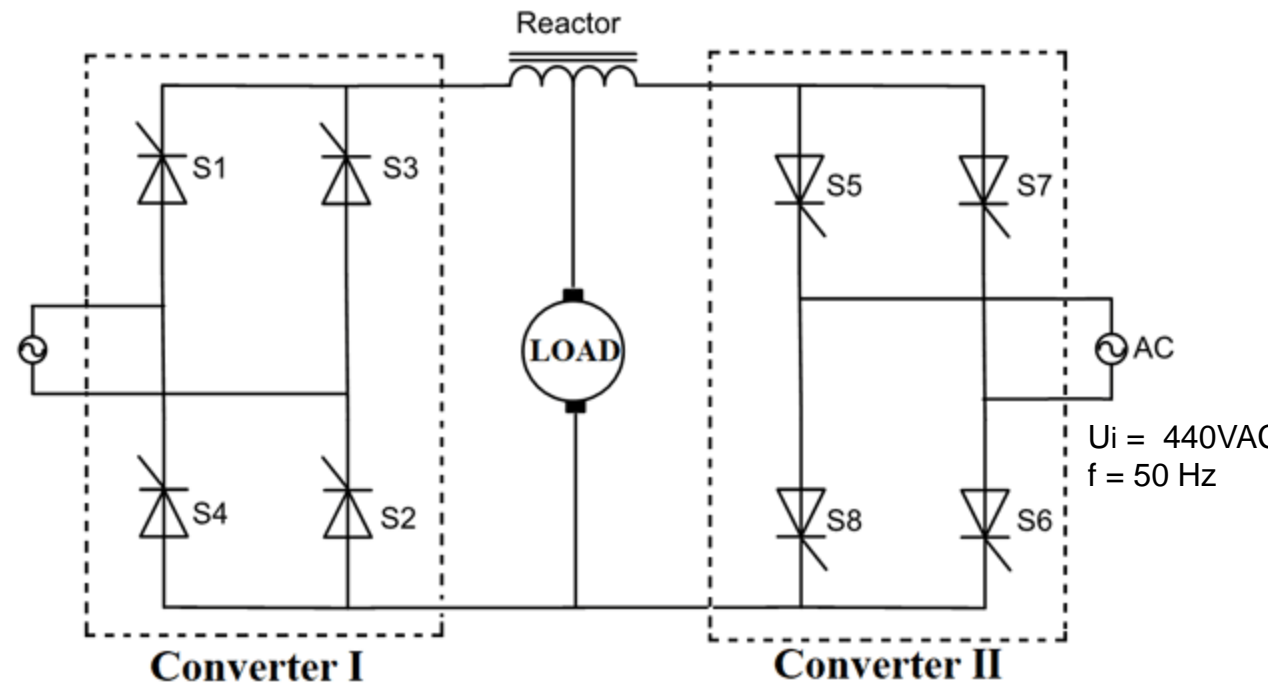 Reactor
S1
S3
S5
S7
LOAD
AC
Ui = 440VAC
f = 50 Hz
S4
S2
S8
S6
Converter I
Converter II